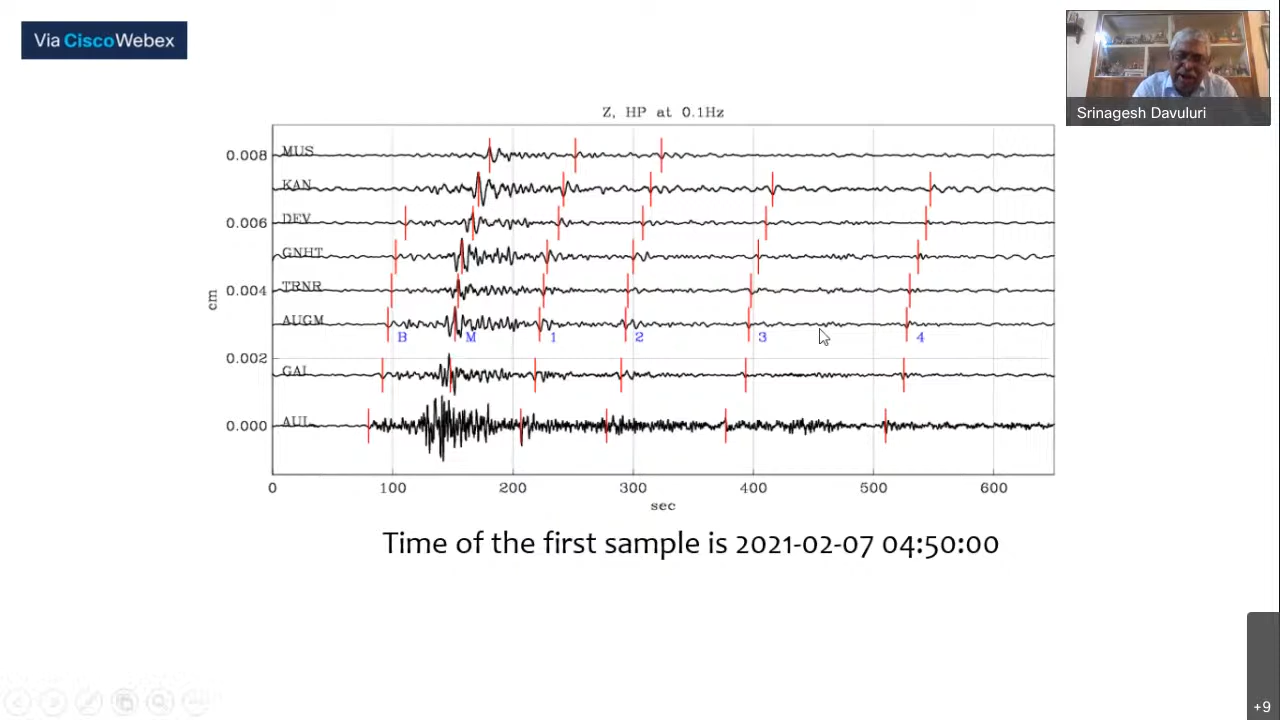 Via Cisco Webex
Srinagesh Davuluri
Z, HP at 0.1Hz
0.008
MUS
KAN
0.006
DEV
GNHT
cm
0.004
TRNR
AUGM
B M 1 2 3 4
0.002
GAI
0.000
AUL
0 100 200 300 400 500 600
sec
Time of the first sample is 2021-02-07 04:50:00
+9